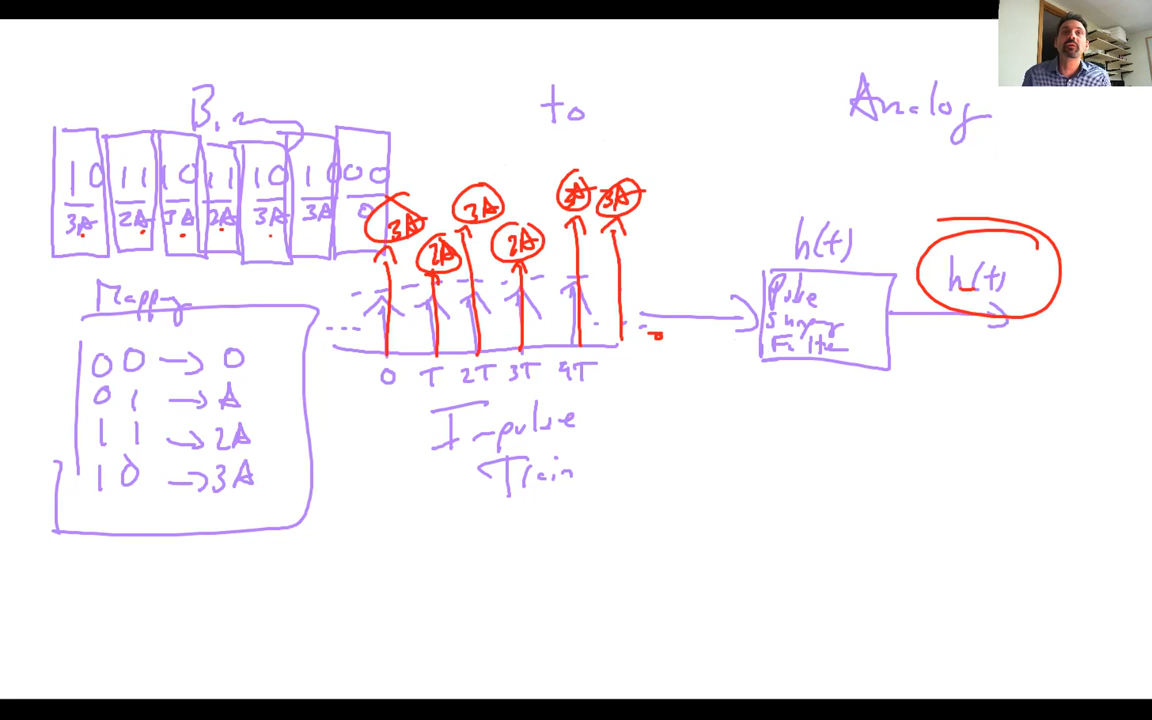 Binary to Analog
10 11 10 11 10 10 00
3A 2A 3A 2A 3A 3A 0
3A 2A 3A 2A 3A 3A
Mapping
00 → 0
01 → A
11 → 2A
10 → 3A
0 T 2T 3T 4T
Impulse
Train
h(t)
Pulse
Shaping
Filter
h(t)